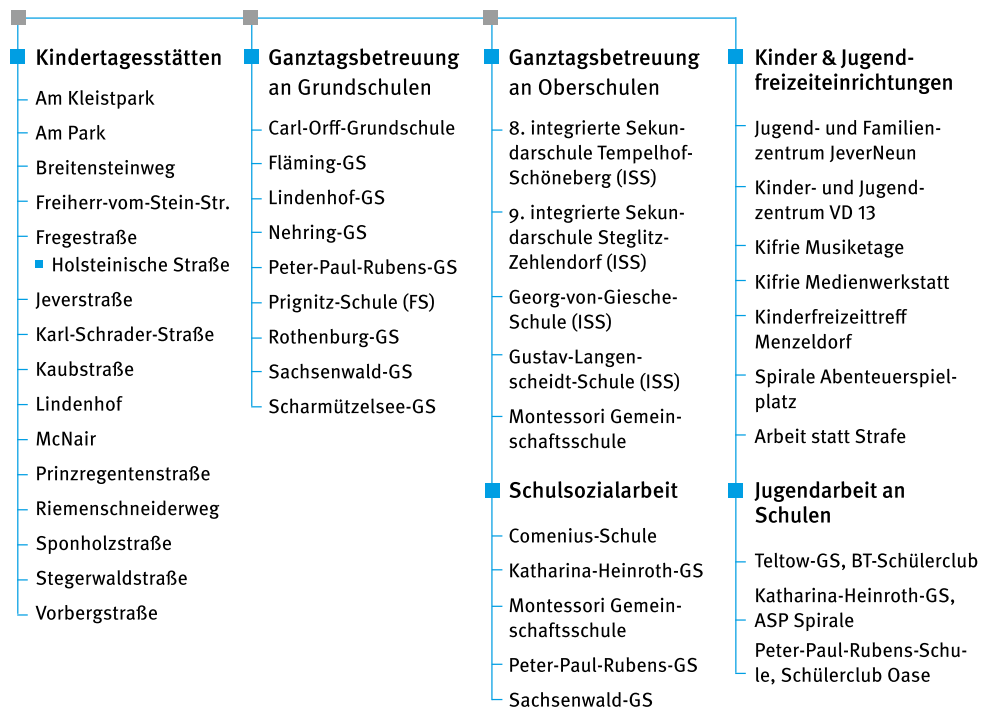 Kindertagesstätten
Am Kleistpark
Am Park
Breitensteinweg
Freiherr-vom-Stein-Str.
Fregestraße
Holsteinische Straße
Jeverstraße
Karl-Schrader-Straße
Kaubstraße
Lindenhof
McNair
Prinzregentenstraße
Riemenschneiderweg
Sponholzstraße
Stegerwaldstraße
Vorbergstraße
Ganztagsbetreuung
an Grundschulen
Carl-Orff-Grundschule
Fläming-GS
Lindenhof-GS
Nehring-GS
Peter-Paul-Rubens-GS
Prignitz-Schule (FS)
Rothenburg-GS
Sachsenwald-GS
Scharmützelsee-GS
Ganztagsbetreuung
an Oberschulen
8. integrierte Sekun-
darschule Tempelhof-
Schöneberg (ISS)
9. integrierte Sekun-
darschule Steglitz-
Zehlendorf (ISS)
Georg-von-Giesche-
Schule (ISS)
Gustav-Langen-
scheidt-Schule (ISS)
Montessori Gemein-
schaftsschule
Schulsozialarbeit
Comenius-Schule
Katharina-Heinroth-GS
Montessori Gemein-
schaftsschule
Peter-Paul-Rubens-GS
Sachsenwald-GS
Kinder & Jugend-
freizeiteinrichtungen
Jugend- und Familien-
zentrum JeverNeun
Kinder- und Jugend-
zentrum VD 13
Kifrie Musiketage
Kifrie Medienwerkstatt
Kinderfreizeittreff
Menzeldorf
Spirale Abenteuerspiel-
platz
Arbeit statt Strafe
Jugendarbeit an
Schulen
Teltow-GS, BT-Schülerclub
Katharina-Heinroth-GS,
ASP Spirale
Peter-Paul-Rubens-Schu-
le, Schülerclub Oase